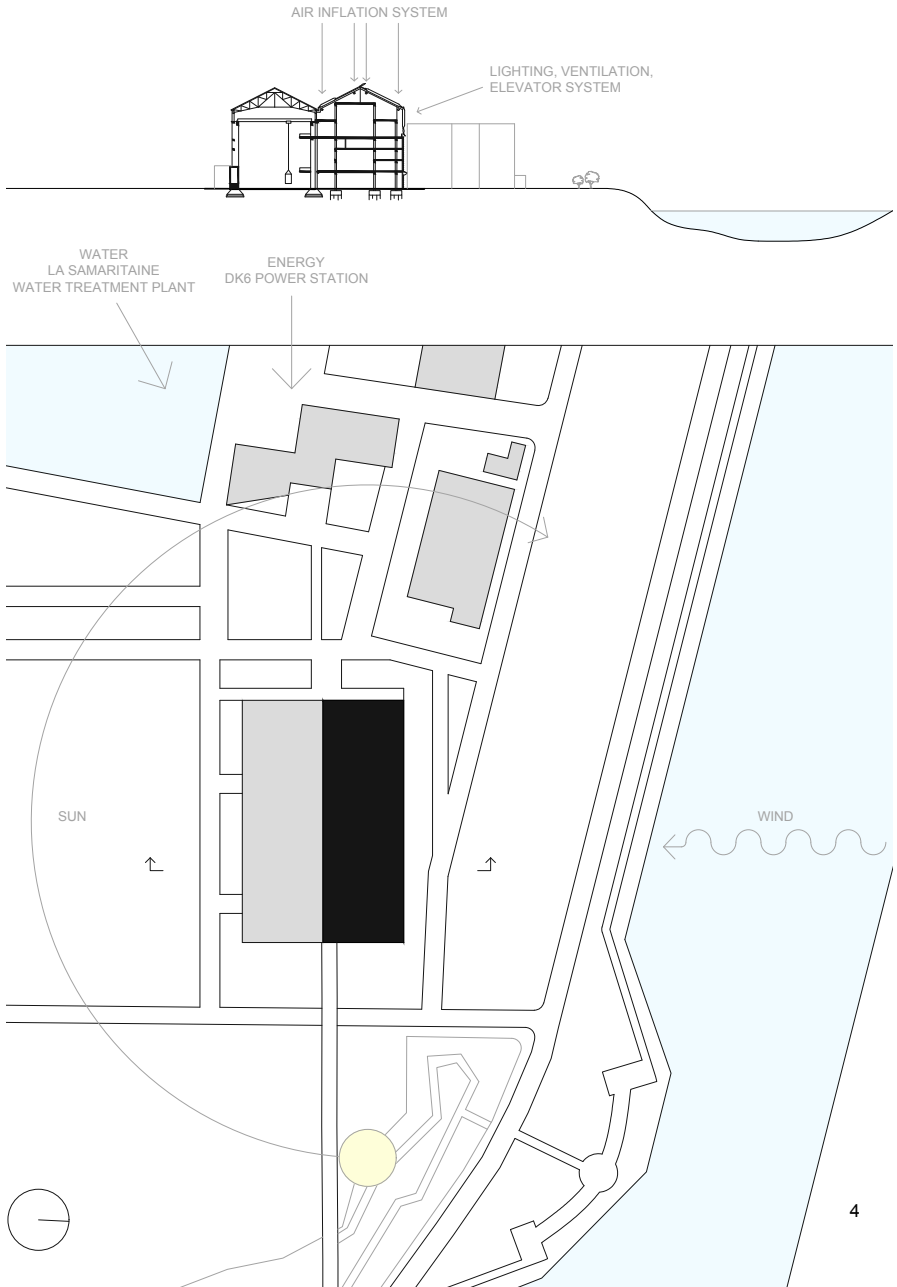 AIR INFLATION SYSTEM
LIGHTING, VENTILATION,
ELEVATOR SYSTEM
WATER
LA SAMARITAINE
WATER TREATMENT PLANT
ENERGY
DK6 POWER STATION
SUN
WIND
4